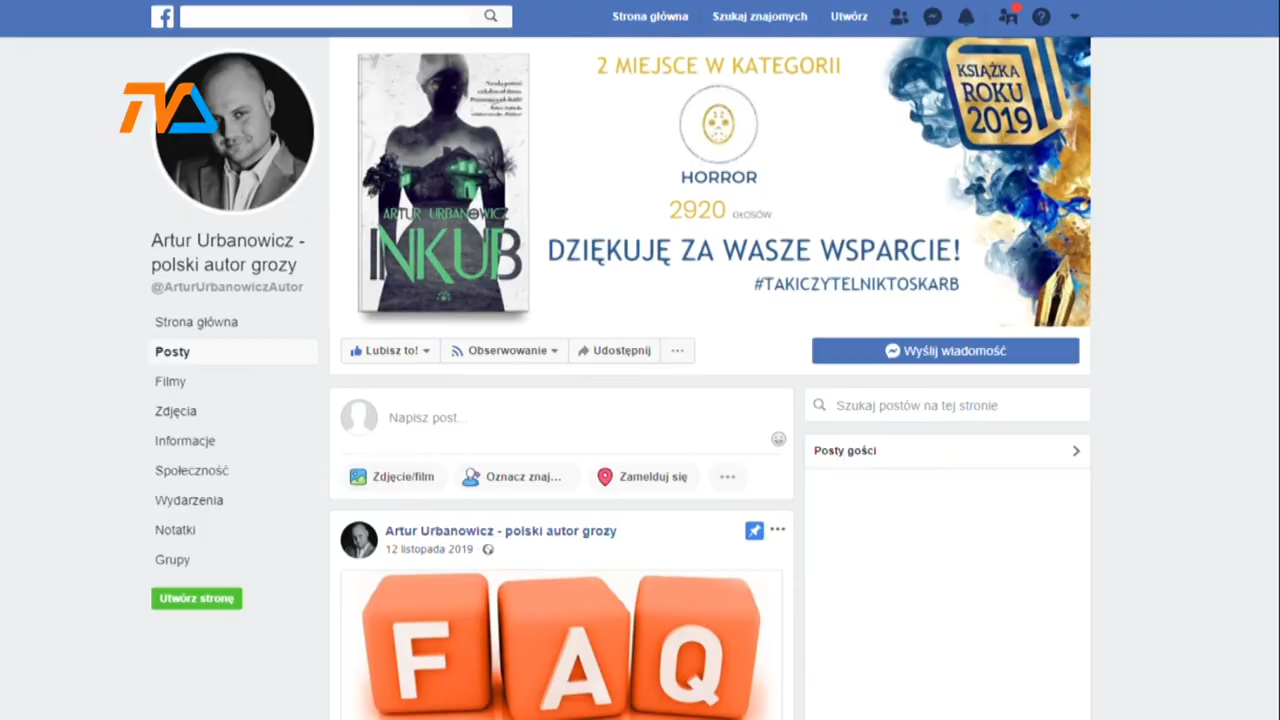 Strona główna
Szukaj znajomych
Utwórz
TVA
2 MIEJSCE W KATEGORII
HORROR
2920 GŁOSÓW
DZIĘKUJĘ ZA WASZE WSPARCIE!
#TAKICZYTELNIKTOSKARB
KSIĄŻKA
ROKU
2019
ARTUR URBANOWICZ
INKUB
Artur Urbanowicz -
polski autor grozy
@ArturUrbanowiczAutor
Strona główna
Posty
Filmy
Zdjęcia
Informacje
Społeczność
Wydarzenia
Notatki
Grupy
Utwórz stronę
Lubisz to!
Obserwowanie
Udostępnij
Wyślij wiadomość
Napisz post...
Zdjęcie/film
Oznacz znaj...
Zamelduj się
Szukaj postów na tej stronie
Posty gości
Artur Urbanowicz - polski autor grozy
12 listopada 2019
FAQ